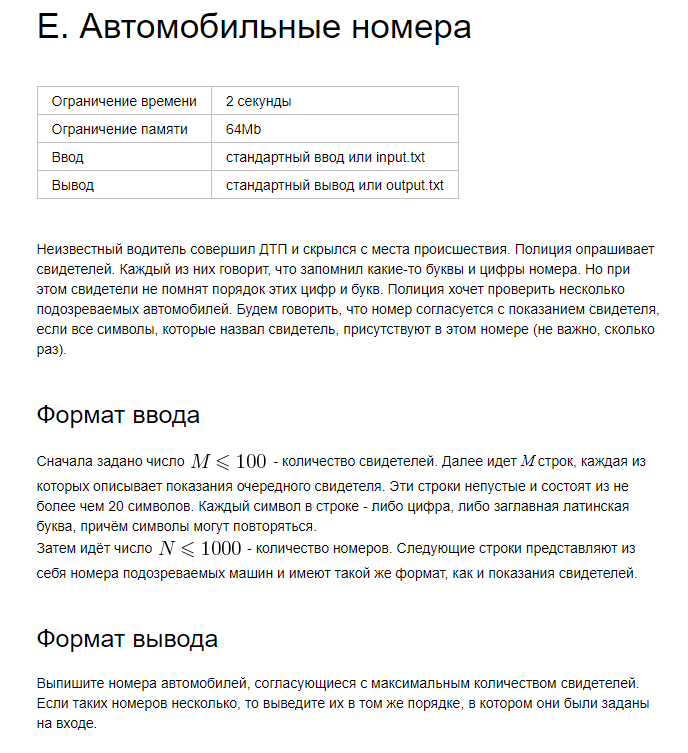 E. Автомобильные номера
Ограничение времени 2 секунды
Ограничение памяти 64Mb
Ввод стандартный ввод или input.txt
Вывод стандартный вывод или output.txt
Неизвестный водитель совершил ДТП и скрылся с места происшествия. Полиция опрашивает
свидетелей. Каждый из них говорит, что запомнил какие-то буквы и цифры номера. Но при
этом свидетели не помнят порядок этих цифр и букв. Полиция хочет проверить несколько
подозреваемых автомобилей. Будем говорить, что номер согласуется с показанием свидетеля,
если все символы, которые назвал свидетель, присутствуют в этом номере (не важно, сколько
раз).
Формат ввода
Сначала задано число M ⩽ 100 - количество свидетелей. Далее идет M строк, каждая из
которых описывает показания очередного свидетеля. Эти строки непустые и состоят из не
более чем 20 символов. Каждый символ в строке - либо цифра, либо заглавная латинская
буква, причём символы могут повторяться.
Затем идёт число N ⩽ 1000 - количество номеров. Следующие строки представляют из
себя номера подозреваемых машин и имеют такой же формат, как и показания свидетелей.
Формат вывода
Выпишите номера автомобилей, согласующиеся с максимальным количеством свидетелей.
Если таких номеров несколько, то выведите их в том же порядке, в котором они были заданы
на входе.